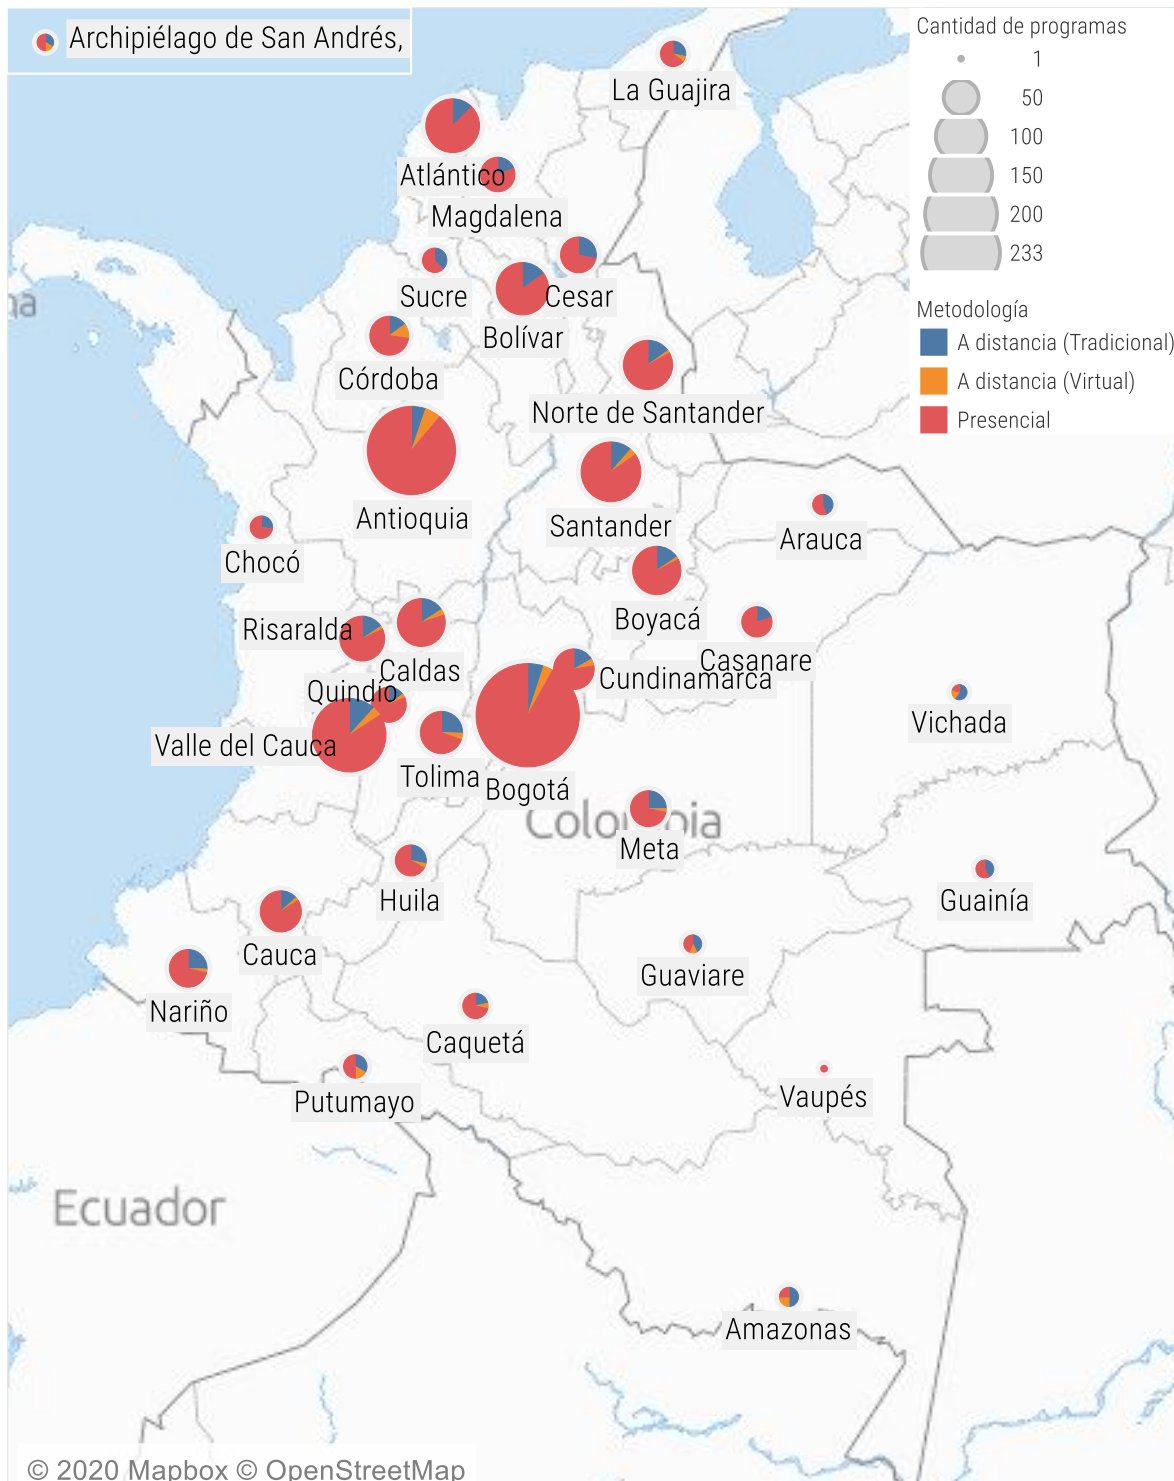 Archipiélago de San Andrés,
Cantidad de programas
1
50
100
150
200
233
Metodología
A distancia (Tradicional)
A distancia (Virtual)
Presencial
La Guajira
Atlántico
Magdalena
Sucre
Cesar
Bolívar
Córdoba
Norte de Santander
Antioquia
Santander
Arauca
Chocó
Boyacá
Risaralda
Caldas
Casanare
Cundinamarca
Quindío
Valle del Cauca
Tolima
Bogotá
Vichada
Colombia
Meta
Huila
Guainía
Cauca
Guaviare
Nariño
Caquetá
Putumayo
Vaupés
Ecuador
Amazonas
© 2020 Mapbox © OpenStreetMap